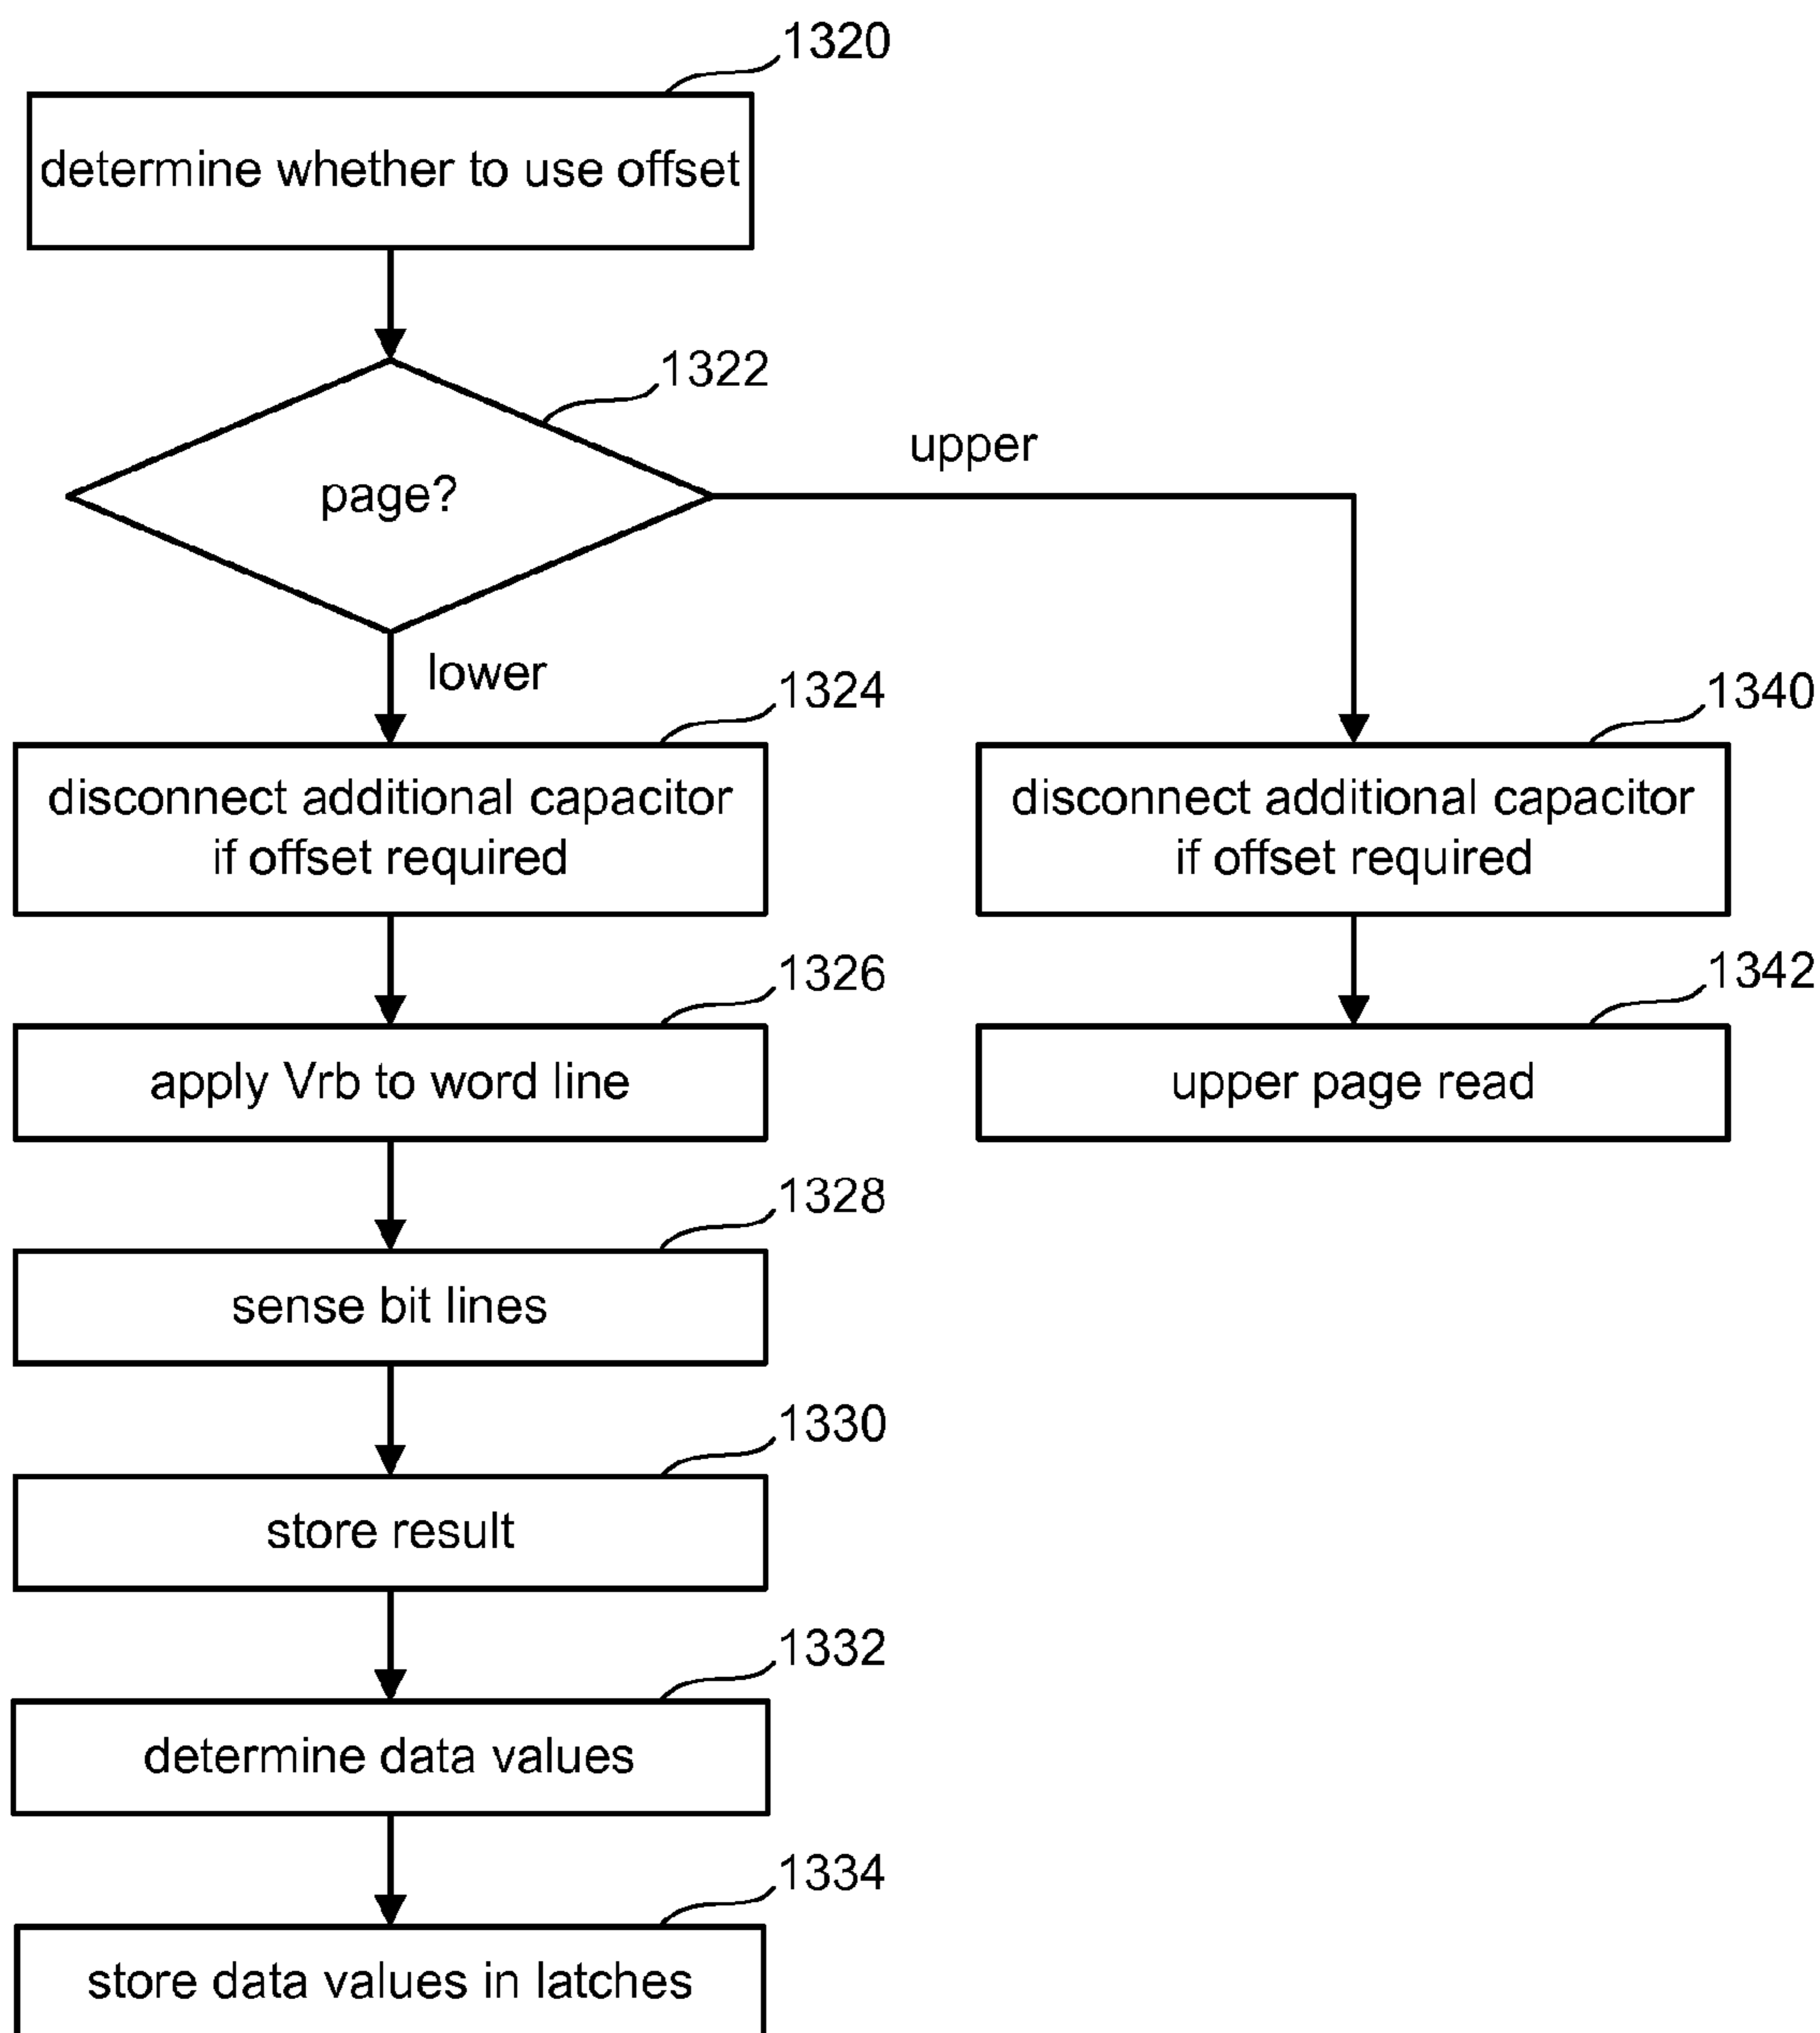 1320
determine whether to use offset
1322
page?
upper
lower
1324
disconnect additional capacitor
if offset required
1340
disconnect additional capacitor
if offset required
1326
apply Vrb to word line
1342
upper page read
1328
sense bit lines
1330
store result
1332
determine data values
1334
store data values in latches